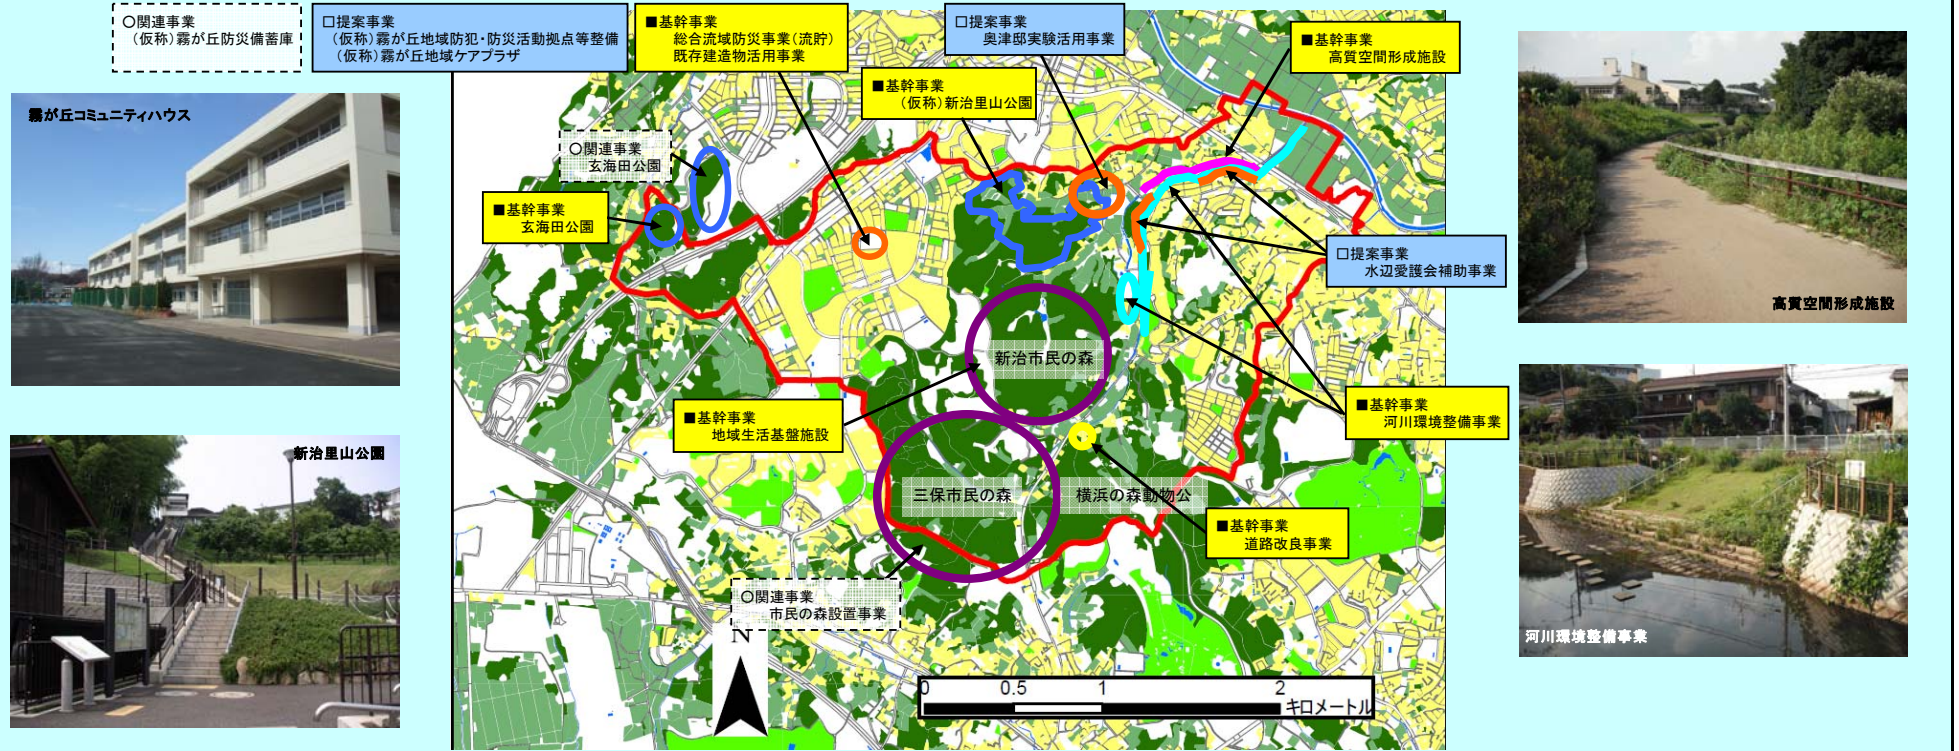 〇関連事業
（仮称）霧が丘防災備蓄庫
□提案事業
（仮称）霧が丘地域防犯・防災活動拠点等整備
（仮称）霧が丘地域ケアプラザ
■基幹事業
総合流域防災事業（流貯）
既存建造物活用事業
□提案事業
奥津邸実験活用事業
■基幹事業
高質空間形成施設
■基幹事業
（仮称）新治里山公園
霧が丘コミュニティハウス
〇関連事業
玄海田公園
■基幹事業
玄海田公園
□提案事業
水辺愛護会補助事業
高質空間形成施設
新治市民の森
■基幹事業
地域生活基盤施設
■基幹事業
河川環境整備事業
新治里山公園
三保市民の森
横浜の森動物公
■基幹事業
道路改良事業
〇関連事業
市民の森設置事業
河川環境整備事業
N
0 0.5 1 2
キロメートル